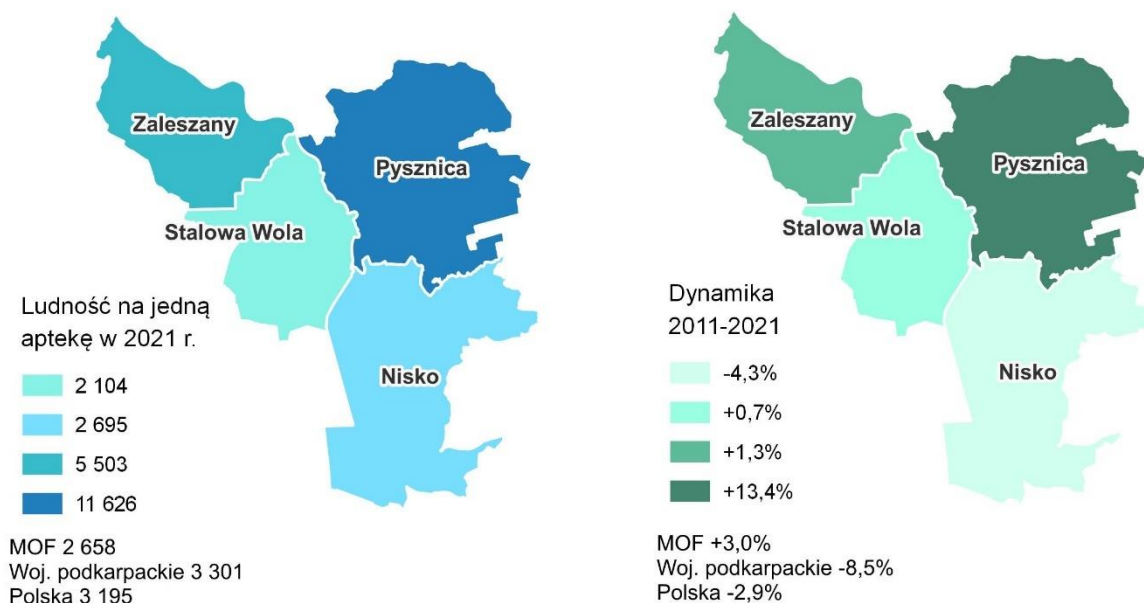 Zaleszany
Pysznica
Stalowa Wola
Nisko
Ludność na jedną
aptekę w 2021 r.
2 104
2 695
5 503
11 626
MOF 2 658
Woj. podkarpackie 3 301
Polska 3 195
Zaleszany
Pysznica
Stalowa Wola
Nisko
Dynamika
2011-2021
-4,3%
+0,7%
+1,3%
+13,4%
MOF +3,0%
Woj. podkarpackie -8,5%
Polska -2,9%